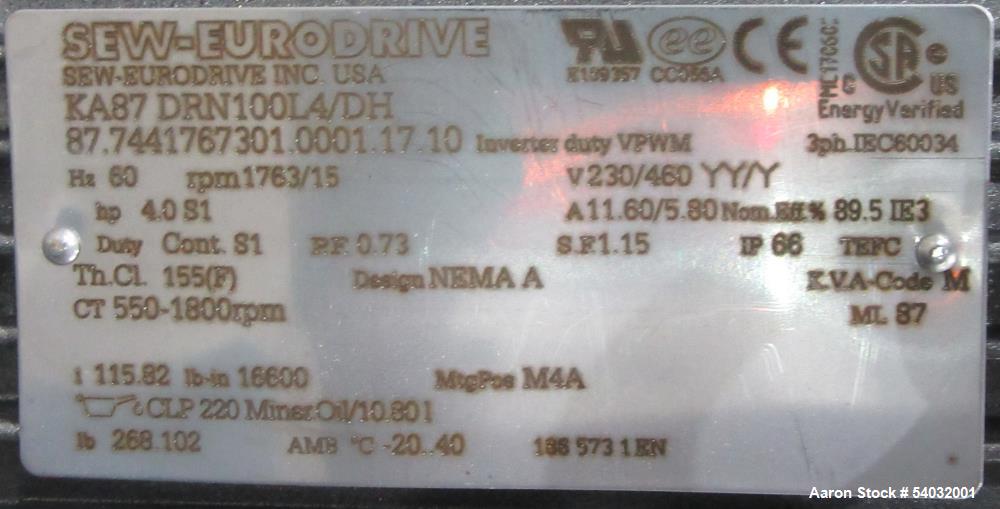 SEW-EURODRIVE
SEW-EURODRIVE INC. USA
KA87 DRN100L4/DH
87.7441767301.0001.17.10 Inverter duty VPWM 3ph IEC60034
E189357 CC056A
C US
Energy Verified
Hz 60 rpm 1763/15 V 230/460 YY/Y
hp 4.0 S1 A 11.60/5.80 Nom.Eff.% 89.5 IE3
Duty Cont. S1 P.F. 0.73 S.F. 1.15 IP 66 TEFC
Th.Cl. 155(F) Design NEMA A K.V.A-Code M
CT 550-1800rpm ML 87
i 115.82 lb-in 16600 MtgPos M4A
CLP 220 Miner.Oil/10.80 l
lb 268.102 AMB °C -20..40 188 573 1 EN
Aaron Stock # 54032001